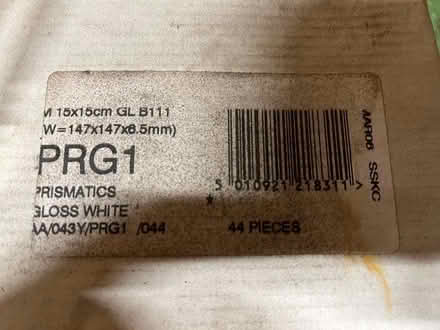 M 15x15cm GL B111
W=147x147x6.5mm)
PRG1
PRISMATICS
GLOSS WHITE
AA/043Y/PRG1 /044
5 010921 218311 >
*
44 PIECES
AAR06 SSKC